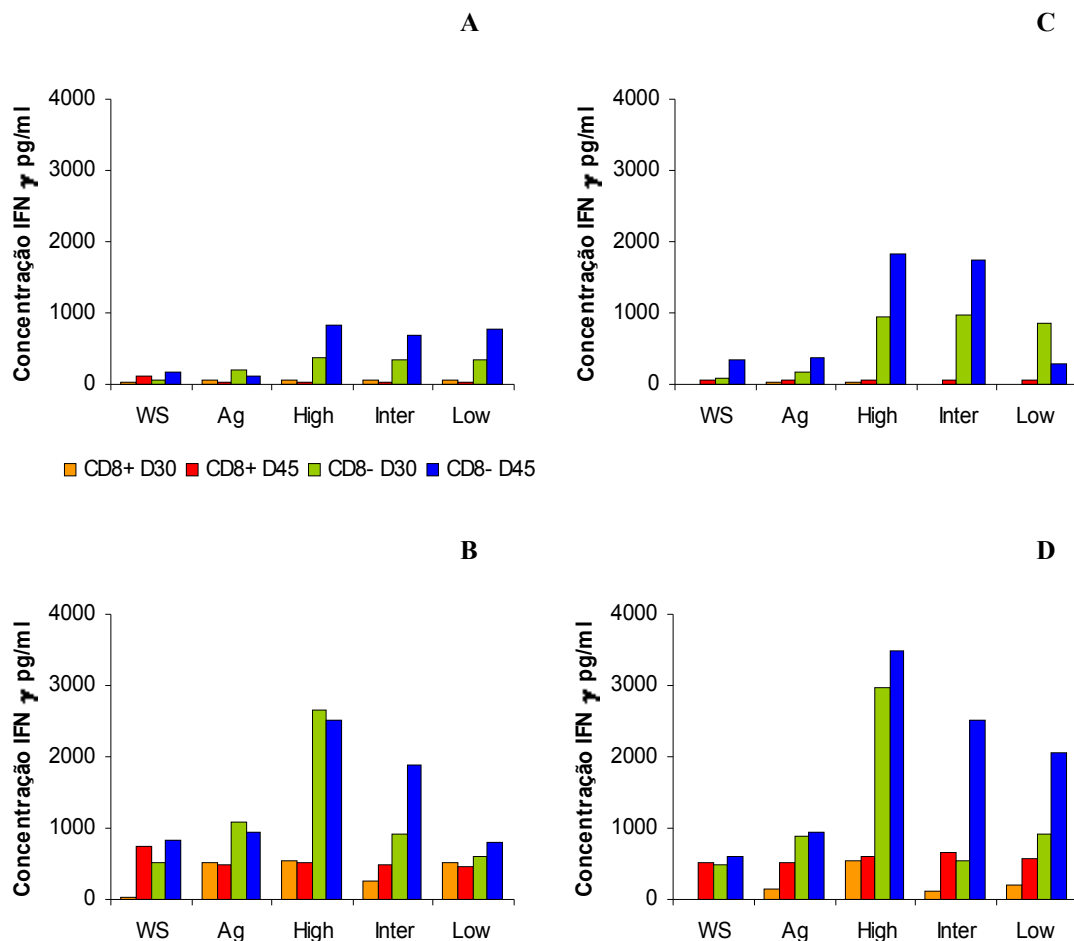 A
Concentração IFN γ pg/ml
4000
3000
2000
1000
0
WS Ag High Inter Low
CD8+ D30 CD8+ D45 CD8- D30 CD8- D45
C
Concentração IFN γ pg/ml
4000
3000
2000
1000
0
WS Ag High Inter Low
B
Concentração IFN γ pg/ml
4000
3000
2000
1000
0
WS Ag High Inter Low
D
Concentração IFN γ pg/ml
4000
3000
2000
1000
0
WS Ag High Inter Low